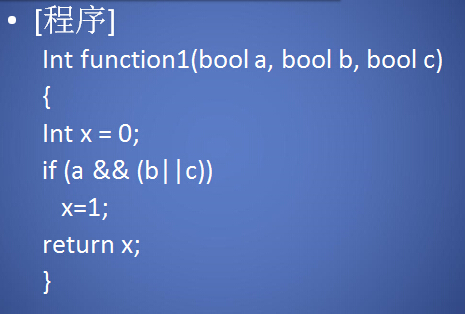 • [程序]
Int function1(bool a, bool b, bool c)
{
Int x = 0;
if (a && (b||c))
x=1;
return x;
}